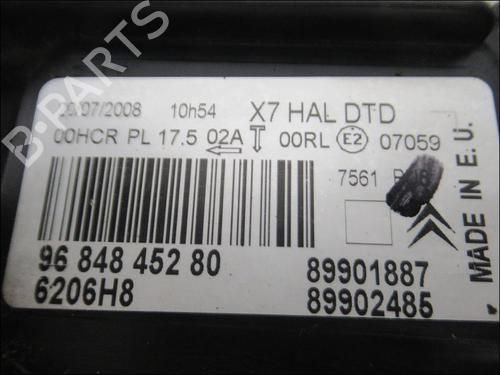 B-PARTS
/07/2008 10h54 X7 HAL DTD
00HCR PL 17.5 02A 00RL E2 07059
7561
96 848 452 80 89901887
6206H8 89902485
MADE IN E.U.